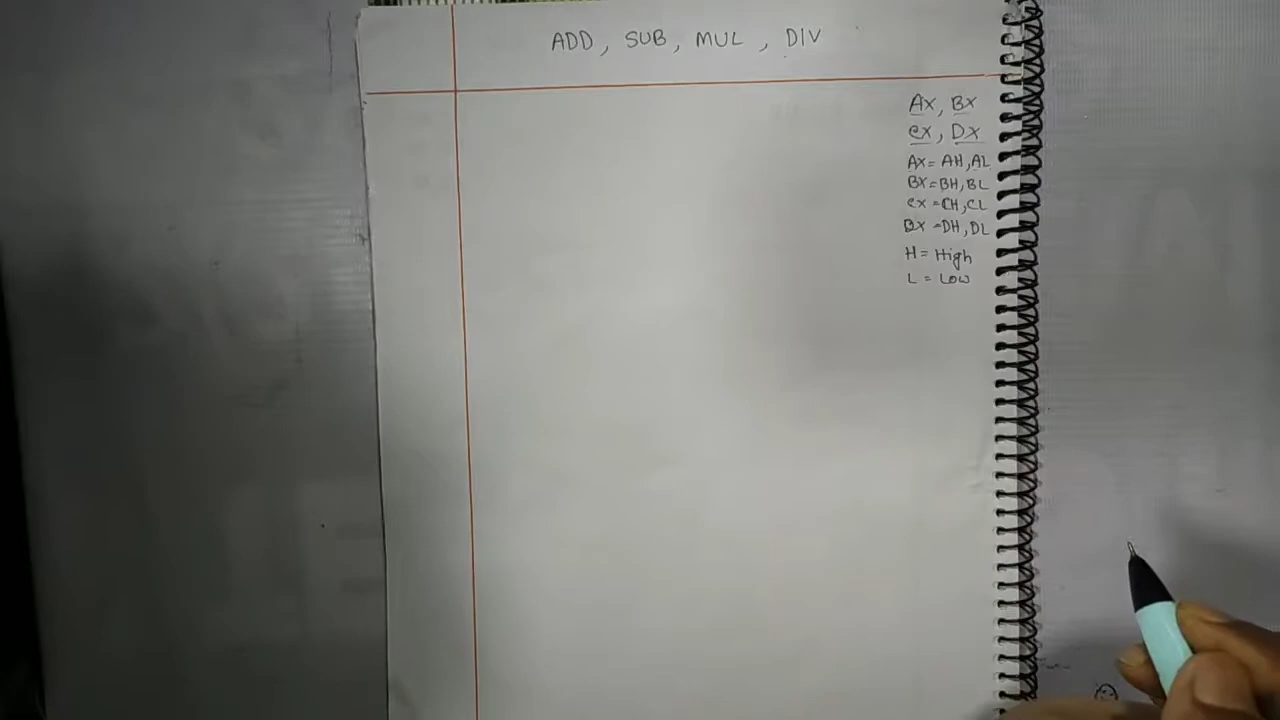 ADD, SUB, MUL, DIV
AX, BX
CX, DX
AX = AH, AL
BX = BH, BL
CX = CH, CL
BX = DH, DL
H = High
L = Low